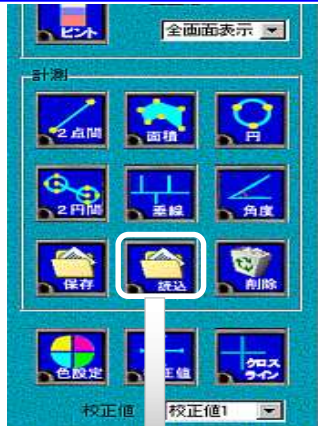 ピント
全画面表示
計測
2点間
面積
円
2円間
垂線
角度
保存
読込
削除
色設定
正値
クロス
ライン
校正値
校正値1